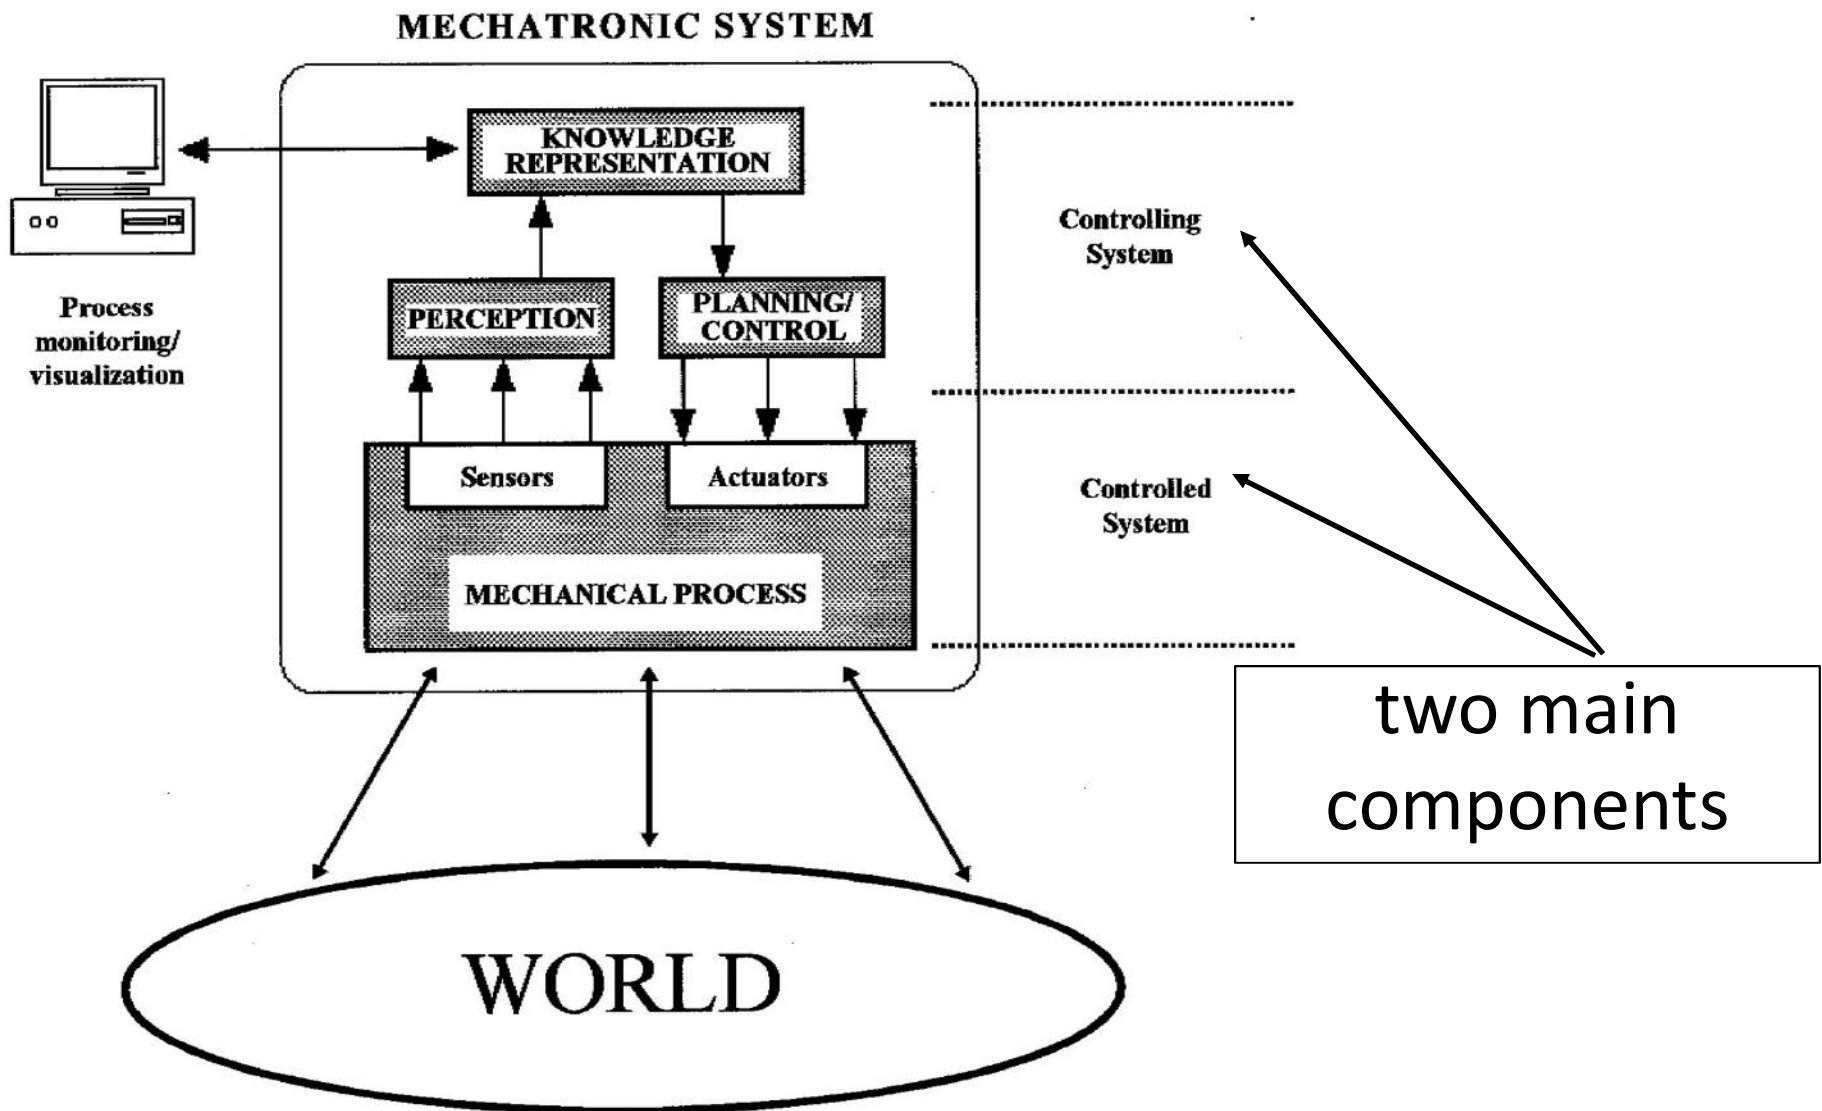 MECHATRONIC SYSTEM
KNOWLEDGE
REPRESENTATION
Process
monitoring/
visualization
PERCEPTION
PLANNING/
CONTROL
Controlling
System
Sensors
Actuators
MECHANICAL PROCESS
Controlled
System
two main
components
WORLD